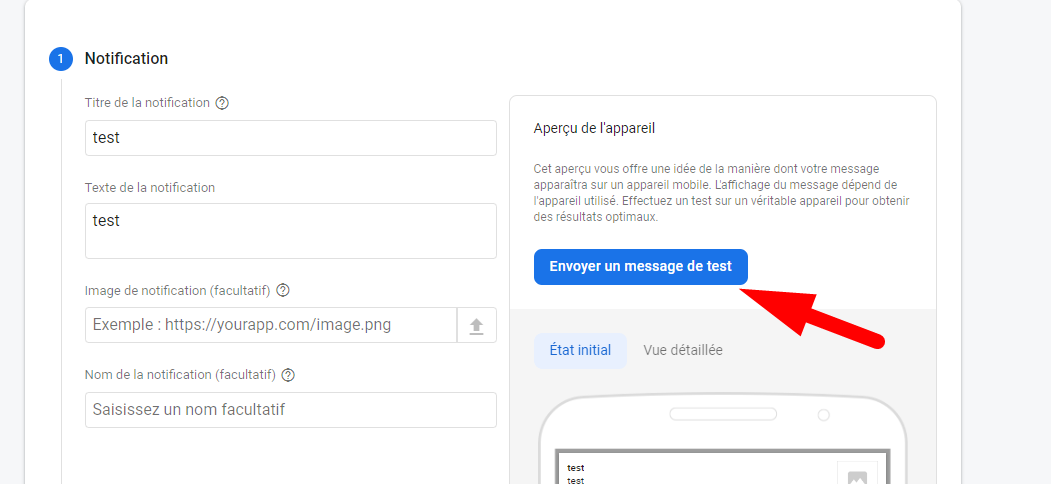 1 Notification
Titre de la notification
test
Texte de la notification
test
Image de notification (facultatif)
Exemple : https://yourapp.com/image.png
Nom de la notification (facultatif)
Saisissez un nom facultatif
Aperçu de l'appareil
Cet aperçu vous offre une idée de la manière dont votre message
apparaîtra sur un appareil mobile. L'affichage du message dépend de
l'appareil utilisé. Effectuez un test sur un véritable appareil pour obtenir
des résultats optimaux.
Envoyer un message de test
État initial
Vue détaillée
test
test